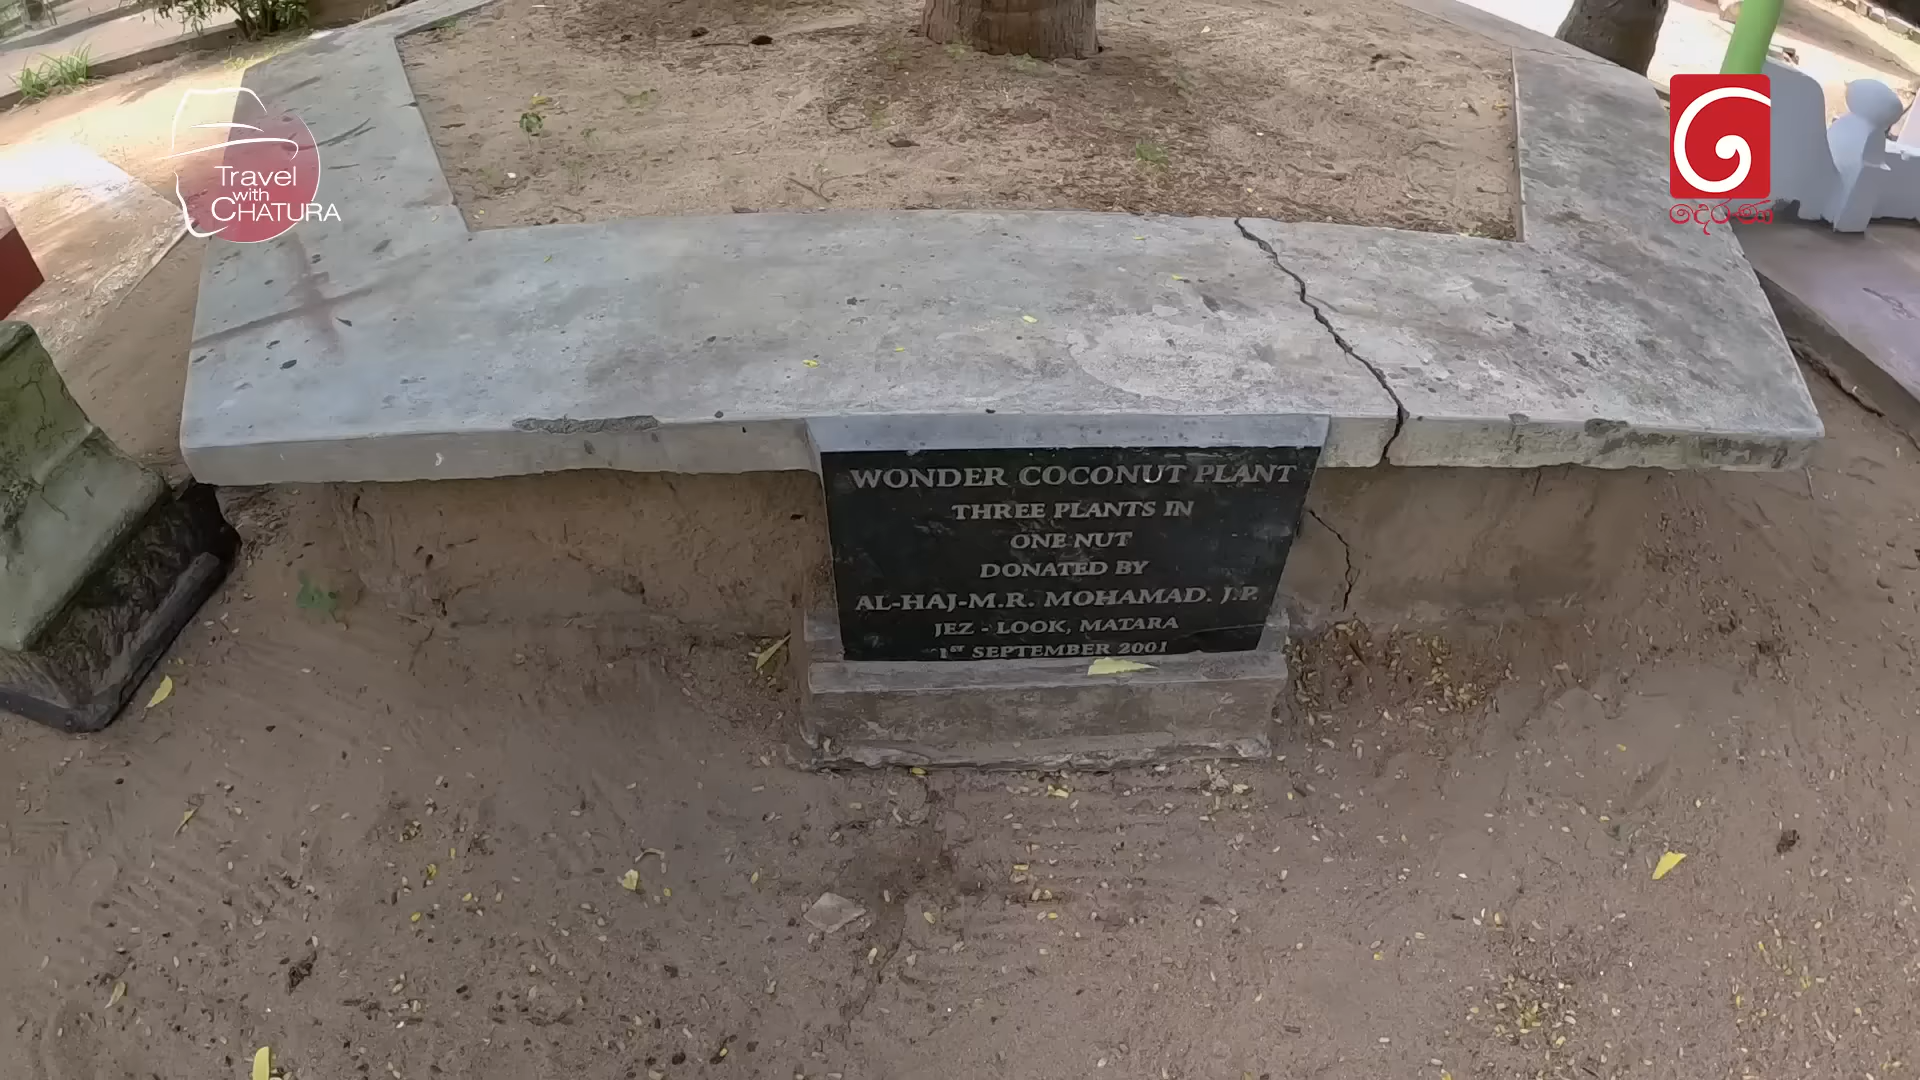 Travel
with
CHATURA
දෙරණ
WONDER COCONUT PLANT
THREE PLANTS IN
ONE NUT
DONATED BY
AL-HAJ-M.R. MOHAMAD. J.P.
JEZ - LOOK, MATARA
1ST SEPTEMBER 2001